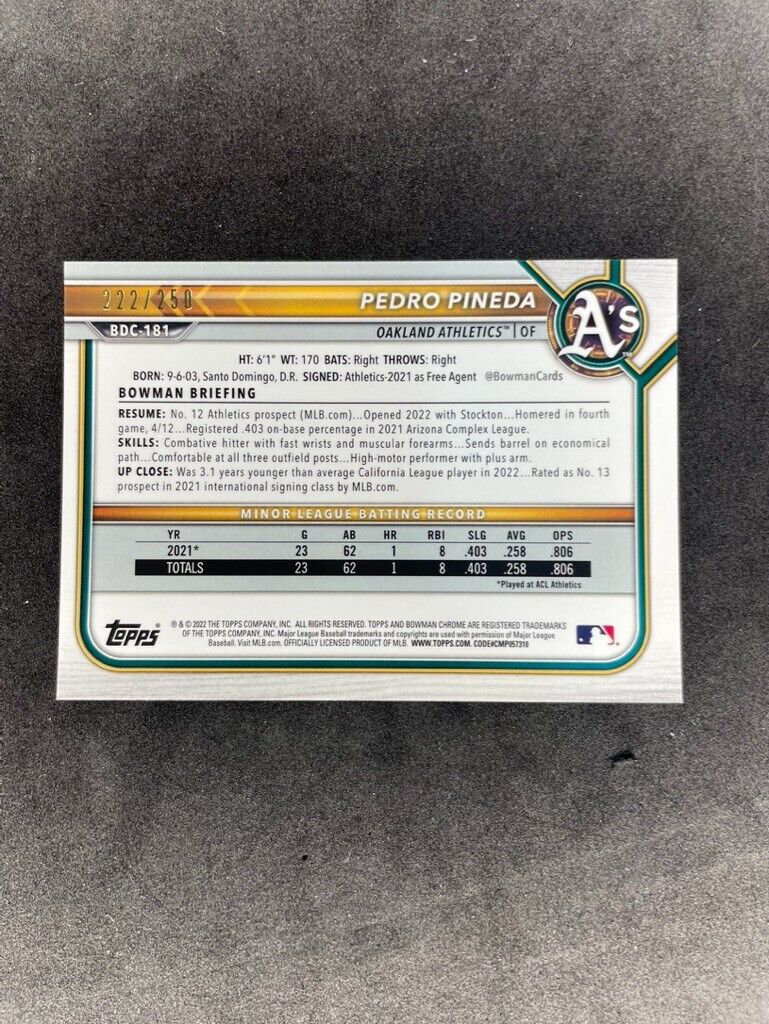 222/250
PEDRO PINEDA
BDC-181
OAKLAND ATHLETICS™ | OF
A's
HT: 6'1" WT: 170 BATS: Right THROWS: Right
BORN: 9-6-03, Santo Domingo, D.R. SIGNED: Athletics-2021 as Free Agent @BowmanCards
BOWMAN BRIEFING
RESUME: No. 12 Athletics prospect (MLB.com)...Opened 2022 with Stockton...Homered in fourth
game, 4/12...Registered .403 on-base percentage in 2021 Arizona Complex League.
SKILLS: Combative hitter with fast wrists and muscular forearms...Sends barrel on economical
path...Comfortable at all three outfield posts...High-motor performer with plus arm.
UP CLOSE: Was 3.1 years younger than average California League player in 2022...Rated as No. 13
prospect in 2021 international signing class by MLB.com.
MINOR LEAGUE BATTING RECORD
YR G AB HR RBI SLG AVG OPS
2021* 23 62 1 8 .403 .258 .806
TOTALS 23 62 1 8 .403 .258 .806
*Played at ACL Athletics
Topps
® & © 2022 THE TOPPS COMPANY, INC. ALL RIGHTS RESERVED. TOPPS AND BOWMAN CHROME ARE REGISTERED TRADEMARKS
OF THE TOPPS COMPANY, INC. Major League Baseball trademarks and copyrights are used with permission of Major League
Baseball. Visit MLB.com. OFFICIALLY LICENSED PRODUCT OF MLB. WWW.TOPPS.COM. CODE#CMP057310